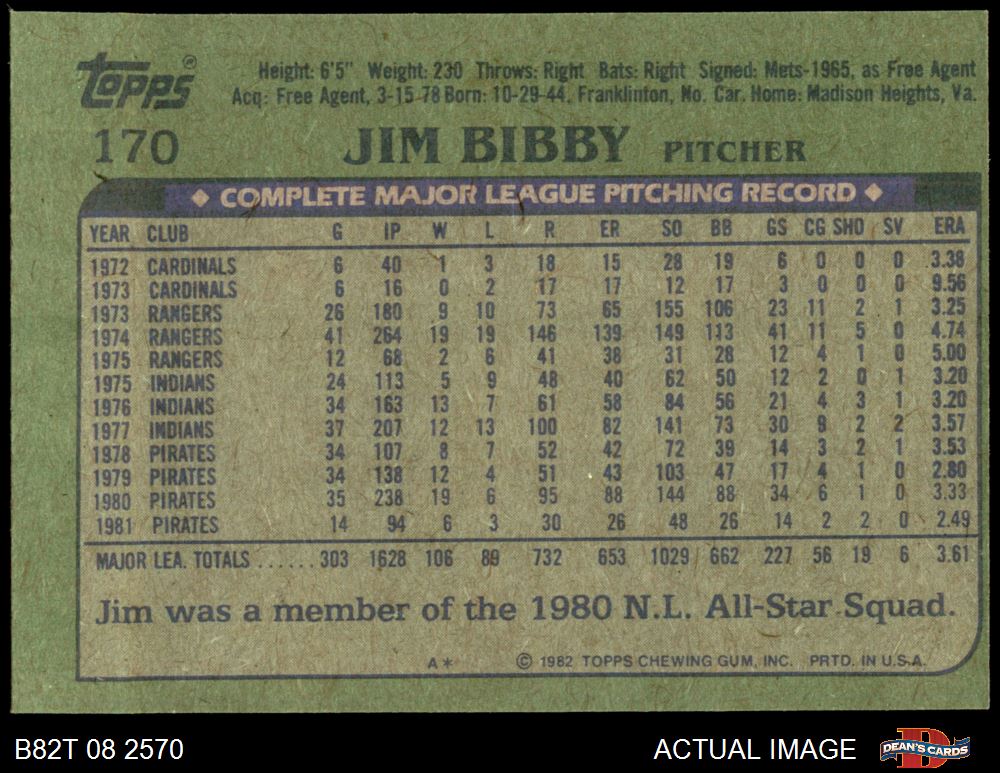 topps®
Height: 6'5" Weight: 230 Throws: Right Bats: Right Signed: Mets-1965, as Free Agent
Acq: Free Agent, 3-15 78 Born: 10-29-44, Franklinton, No. Car. Home: Madison Heights, Va.
170 JIM BIBBY PITCHER
◆ COMPLETE MAJOR LEAGUE PITCHING RECORD ◆
YEAR CLUB G IP W L R ER SO BB GS CG SHO SV ERA
1972 CARDINALS 6 40 1 3 18 15 28 19 6 0 0 0 3.38
1973 CARDINALS 6 16 0 2 17 17 12 17 3 0 0 0 9.56
1973 RANGERS 26 180 9 10 73 65 155 106 23 11 2 1 3.25
1974 RANGERS 41 264 19 19 146 139 149 113 41 11 5 0 4.74
1975 RANGERS 12 68 2 6 41 38 31 28 12 4 1 0 5.00
1975 INDIANS 24 113 5 9 48 40 62 50 12 2 0 1 3.20
1976 INDIANS 34 163 13 7 61 58 84 56 21 4 3 1 3.20
1977 INDIANS 37 207 12 13 100 82 141 73 30 9 2 2 3.57
1978 PIRATES 34 107 8 7 52 42 72 39 14 3 2 1 3.53
1979 PIRATES 34 138 12 4 51 43 103 47 17 4 1 0 2.80
1980 PIRATES 35 238 19 6 95 88 144 88 34 6 1 0 3.33
1981 PIRATES 14 94 6 3 30 26 48 26 14 2 2 0 2.49
MAJOR LEA. TOTALS ...... 303 1628 106 89 732 653 1029 662 227 56 19 6 3.61
Jim was a member of the 1980 N.L. All-Star Squad.
A* © 1982 TOPPS CHEWING GUM, INC. PRTD. IN U.S.A.
B82T 08 2570 ACTUAL IMAGE DEAN'S CARDS